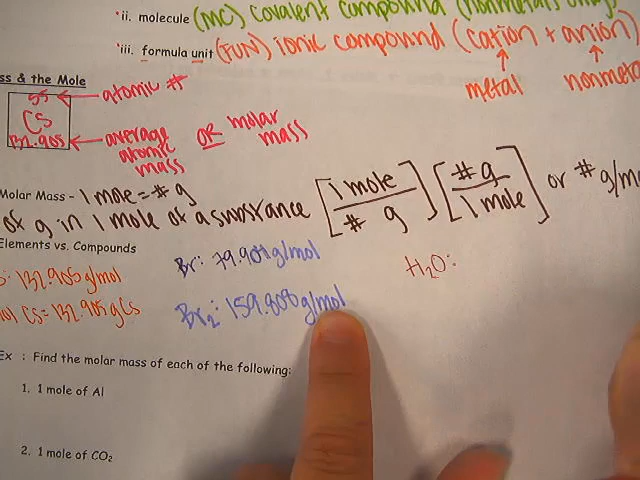 ii. molecule (MC) covalent compound (nonmetals only)
iii. formula unit (FUN) ionic compound (cation + anion)
metal nonmeta
ss & the Mole
55 ← atomic #
Cs
132.905 ← average atomic mass OR molar mass
Molar Mass - 1 mole = # g
of g in 1 mole of a substance [1 mole / # g] [# g / 1 mole] or # g/mo
Elements vs. Compounds
: 132.905 g/mol Br: 79.904 g/mol H₂O:
Cs = 132.905 g Cs Br₂: 159.808 g/mol
Ex : Find the molar mass of each of the following:
1. 1 mole of Al
2. 1 mole of CO₂